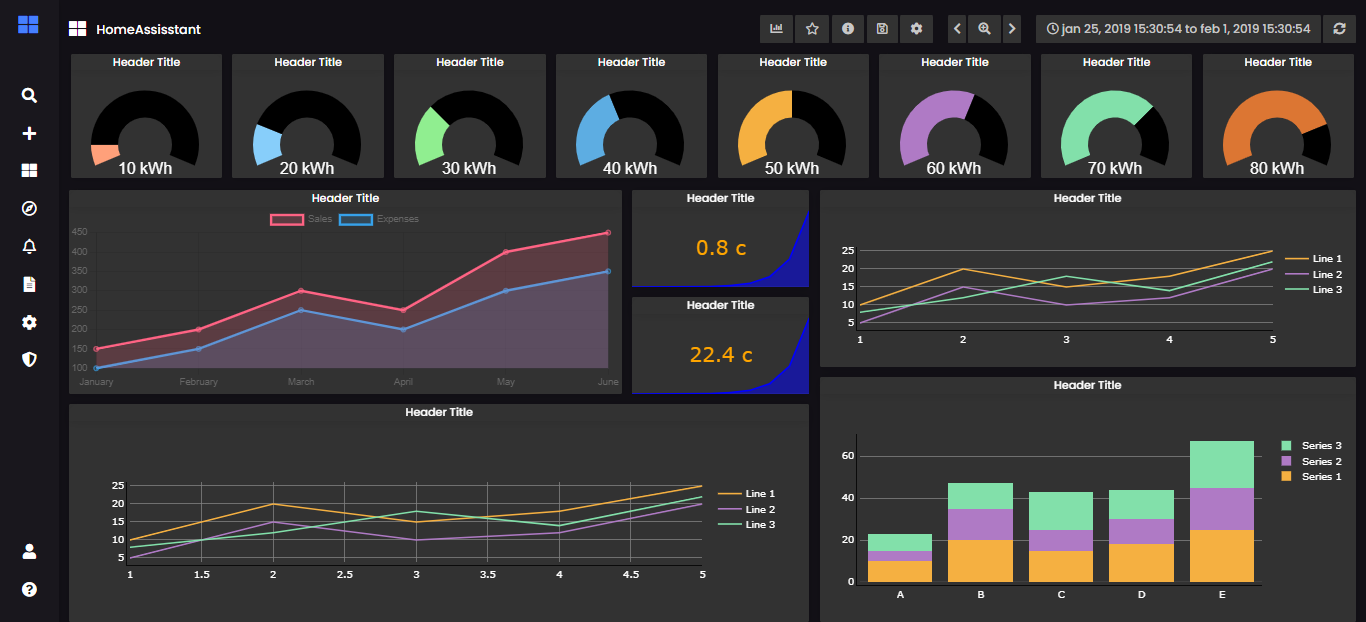 HomeAssisstant
jan 25, 2019 15:30:54 to feb 1, 2019 15:30:54
Header Title
10 kWh
Header Title
20 kWh
Header Title
30 kWh
Header Title
40 kWh
Header Title
50 kWh
Header Title
60 kWh
Header Title
70 kWh
Header Title
80 kWh
Header Title
Sales Expenses
450
400
350
300
250
200
150
100
January February March April May June
Header Title
0.8 c
Header Title
22.4 c
Header Title
25
20
15
10
5
1 2 3 4 5
Line 1
Line 2
Line 3
Header Title
25
20
15
10
5
1 1.5 2 2.5 3 3.5 4 4.5 5
Line 1
Line 2
Line 3
Header Title
60
40
20
0
A B C D E
Series 3
Series 2
Series 1